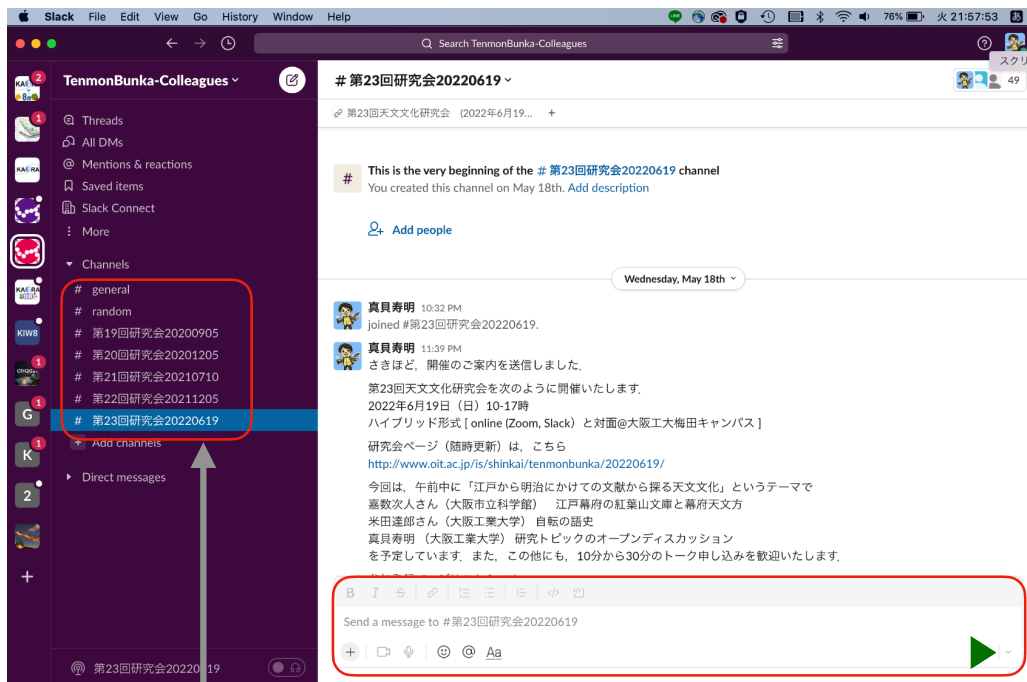 Slack File Edit View Go History Window Help 76% 火 21:57:53 あ
Search TenmonBunka-Colleagues
スクリ
TenmonBunka-Colleagues
Threads
All DMs
Mentions & reactions
Saved items
Slack Connect
More
Channels
# general
# random
# 第19回研究会20200905
# 第20回研究会20201205
# 第21回研究会20210710
# 第22回研究会20211205
# 第23回研究会20220619
+ Add channels
Direct messages
第23回研究会20220619
2
1
KAGRA
KAGRA
KIW8
1
G 1
K 1
2
+
# 第23回研究会20220619
49
第23回天文文化研究会 (2022年6月19... +
# This is the very beginning of the # 第23回研究会20220619 channel
You created this channel on May 18th. Add description
Add people
Wednesday, May 18th
真貝寿明 10:32 PM
joined #第23回研究会20220619.
真貝寿明 11:39 PM
さきほど，開催のご案内を送信しました．
第23回天文文化研究会を次のように開催いたします．
2022年6月19日（日）10-17時
ハイブリッド形式 [ online (Zoom, Slack）と対面@大阪工大梅田キャンパス ]
研究会ページ（随時更新）は，こちら
http://www.oit.ac.jp/is/shinkai/tenmonbunka/20220619/
今回は，午前中に「江戸から明治にかけての文献から探る天文文化」というテーマで
嘉数次人さん（大阪市立科学館） 江戸幕府の紅葉山文庫と幕府天文方
米田達郎さん（大阪工業大学） 自転の語史
真貝寿明 （大阪工業大学） 研究トピックのオープンディスカッション
を予定しています．また，この他にも，10分から30分のトーク申し込みを歓迎いたします．
B I S
Send a message to #第23回研究会20220619
+ @ Aa